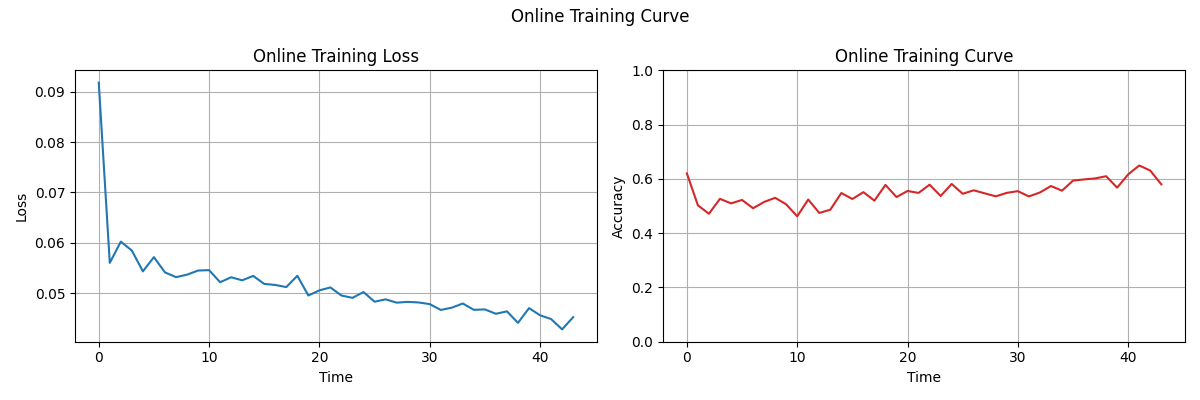 Online Training Curve
Online Training Loss
0.09
0.08
0.07
0.06
0.05
Loss
0 10 20 30 40
Time
Online Training Curve
1.0
0.8
0.6
0.4
0.2
0.0
Accuracy
0 10 20 30 40
Time